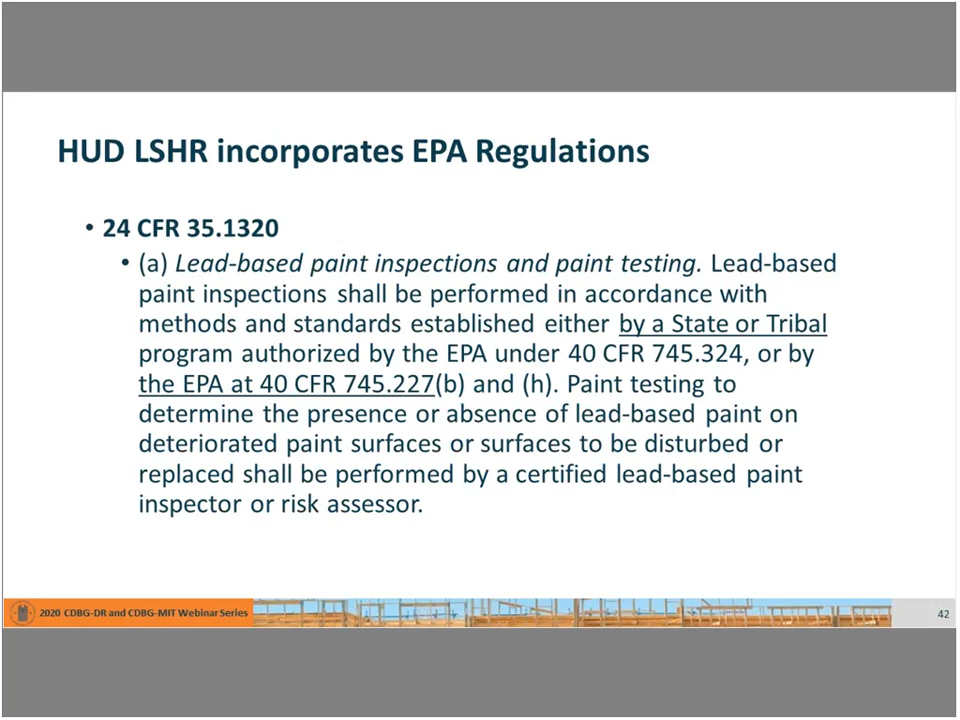 HUD LSHR incorporates EPA Regulations
• 24 CFR 35.1320
• (a) Lead-based paint inspections and paint testing. Lead-based
paint inspections shall be performed in accordance with
methods and standards established either by a State or Tribal
program authorized by the EPA under 40 CFR 745.324, or by
the EPA at 40 CFR 745.227(b) and (h). Paint testing to
determine the presence or absence of lead-based paint on
deteriorated paint surfaces or surfaces to be disturbed or
replaced shall be performed by a certified lead-based paint
inspector or risk assessor.
2020 CDBG-DR and CDBG-MIT Webinar Series
42